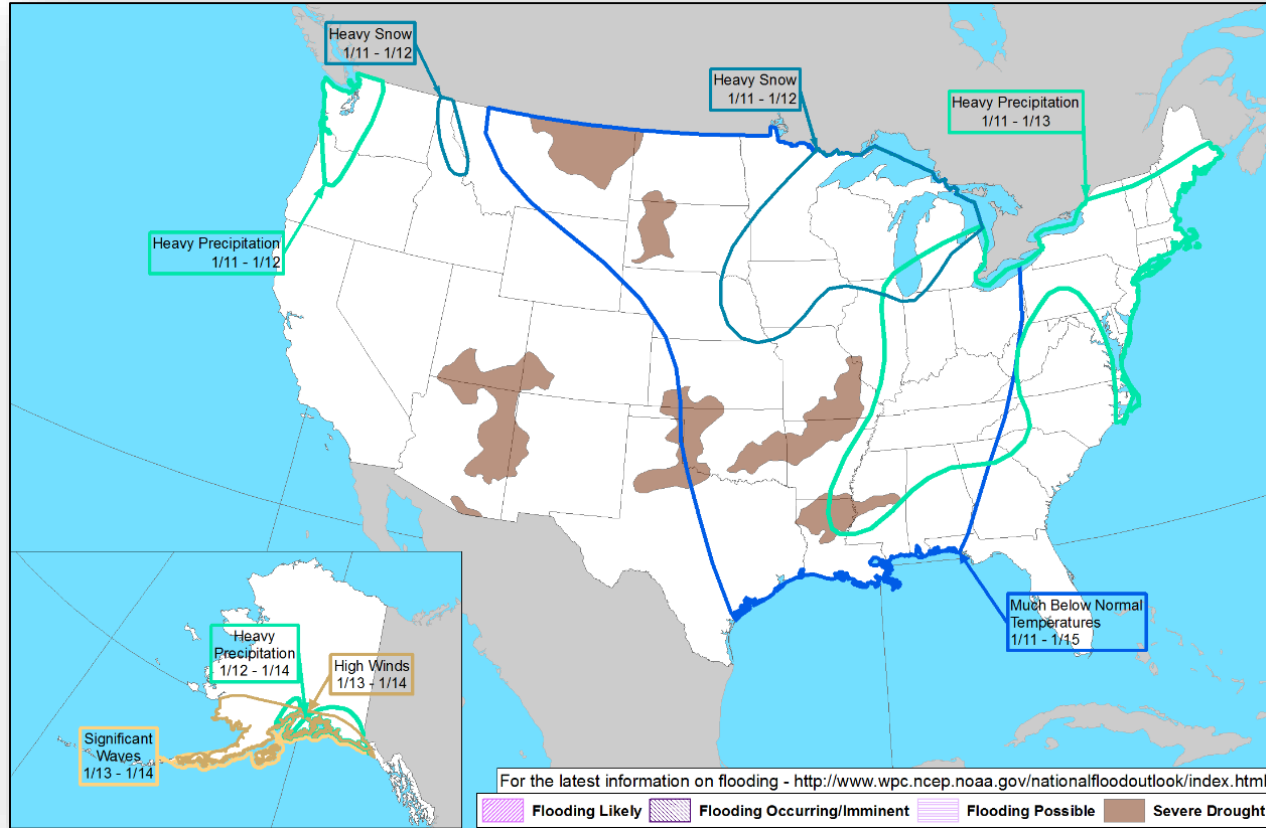 Heavy Snow
1/11 - 1/12
Heavy Snow
1/11 - 1/12
Heavy Precipitation
1/11 - 1/13
Heavy Precipitation
1/11 - 1/12
Much Below Normal
Temperatures
1/11 - 1/15
Heavy
Precipitation
1/12 - 1/14
High Winds
1/13 - 1/14
Significant
Waves
1/13 - 1/14
For the latest information on flooding - http://www.wpc.ncep.noaa.gov/nationalfloodoutlook/index.html
Flooding Likely Flooding Occurring/Imminent Flooding Possible Severe Drought